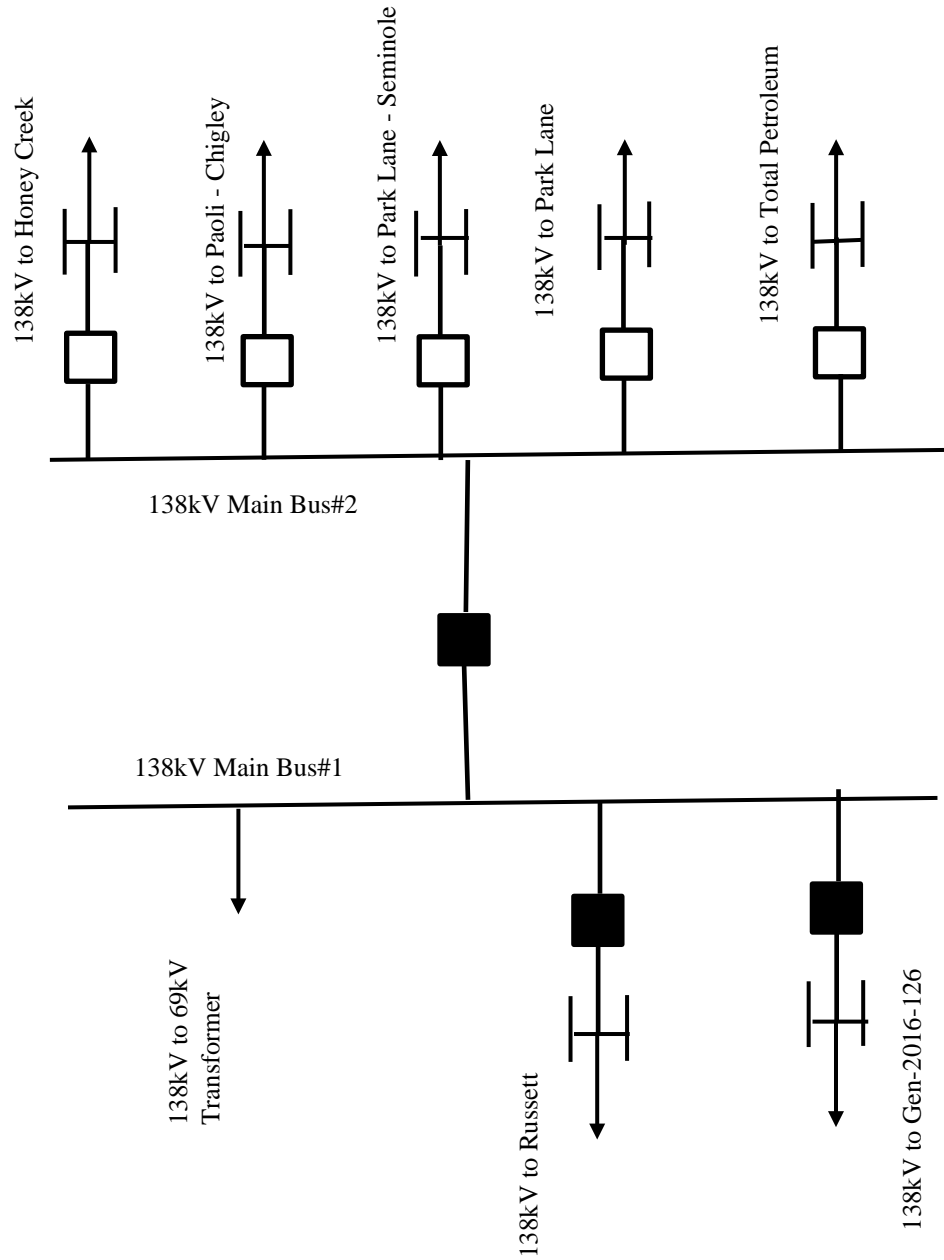 138kV to Honey Creek
138kV to Paoli - Chigley
138kV to Park Lane - Seminole
138kV to Park Lane
138kV to Total Petroleum
138kV Main Bus#2
138kV Main Bus#1
138kV to 69kV
Transformer
138kV to Russett
138kV to Gen-2016-126